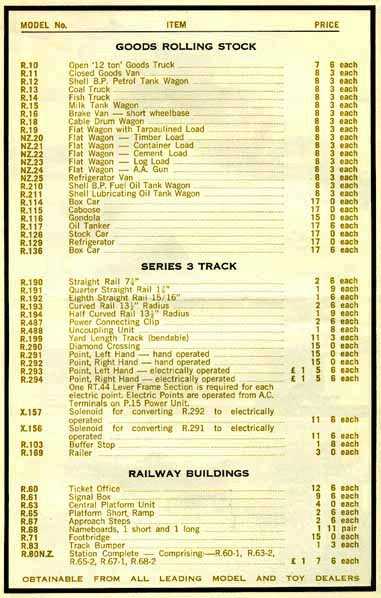 MODEL No. ITEM PRICE
GOODS ROLLING STOCK
R.10 Open '12 ton' Goods Truck 7 6 each
R.11 Closed Goods Van 8 3 each
R.12 Shell B.P. Petrol Tank Wagon 8 3 each
R.13 Coal Truck 8 3 each
R.14 Fish Truck 8 3 each
R.15 Milk Tank Wagon 8 3 each
R.16 Brake Van — short wheelbase 8 3 each
R.18 Cable Drum Wagon 8 3 each
R.19 Flat Wagon with Tarpaulined Load 8 3 each
NZ.20 Flat Wagon — Timber Load 8 3 each
NZ.21 Flat Wagon — Container Load 8 3 each
NZ.22 Flat Wagon — Cement Load 8 3 each
NZ.23 Flat Wagon — Log Load 8 3 each
NZ.24 Flat Wagon — A.A. Gun 8 3 each
NZ.25 Refrigerator Van 8 3 each
R.210 Shell B.P. Fuel Oil Tank Wagon 8 3 each
R.211 Shell Lubricating Oil Tank Wagon 8 3 each
R.114 Box Car 17 0 each
R.115 Caboose 17 0 each
R.116 Gondola 15 0 each
R.117 Oil Tanker 17 6 each
R.126 Stock Car 17 0 each
R.129 Refrigerator 17 0 each
R.136 Box Car 17 6 each
SERIES 3 TRACK
R.190 Straight Rail 2 6 each
R.191 Quarter Straight Rail 1 9 each
R.192 Eighth Straight Rail 15/16" 1 6 each
R.193 Curved Rail 13½" Radius 2 6 each
R.194 Half Curved Rail 13½" Radius 1 9 each
R.487 Power Connecting Clip 2 6 each
R.488 Uncoupling Unit 1 8 each
R.199 Yard Length Track (bendable) 11 3 each
R.290 Diamond Crossing 15 0 each
R.291 Point, Left Hand — hand operated 15 0 each
R.292 Point, Right Hand — hand operated 15 0 each
R.293 Point, Left Hand — electrically operated £ 1 5 6 each
R.294 Point, Right Hand — electrically operated £ 1 5 6 each
One RT.44 Lever Frame Section is required for each
electric point. Electric Points are operated from A.C.
Terminals on P.15 Power Unit.
X.157 Solenoid for converting R.292 to electrically
operated 11 6 each
X.156 Solenoid for converting R.291 to electrically
operated 11 6 each
R.103 Buffer Stop 1 8 each
R.169 Railer 3 0 each
RAILWAY BUILDINGS
R.60 Ticket Office 12 6 each
R.61 Signal Box 9 6 each
R.63 Central Platform Unit 4 0 each
R.65 Platform Short Ramp 2 6 each
R.67 Approach Steps 2 6 each
R.68 Nameboards, 1 short and 1 long 1 11 pair
R.71 Footbridge 15 0 each
R.83 Track Bumper 1 3 each
R.60N.Z. Station Complete — Comprising:—R.60-1, R.63-2,
R.65-2, R.67-1, R.68-2 £ 1 7 6 each
OBTAINABLE FROM ALL LEADING MODEL AND TOY DEALERS